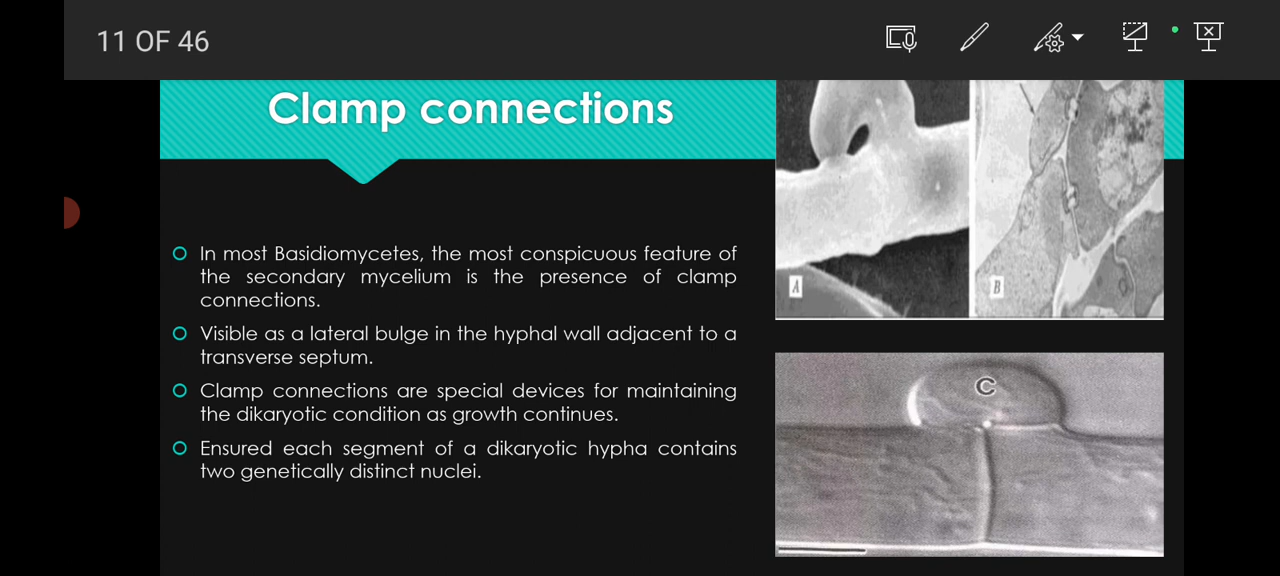 11 OF 46
Clamp connections
In most Basidiomycetes, the most conspicuous feature of
the secondary mycelium is the presence of clamp
connections.
Visible as a lateral bulge in the hyphal wall adjacent to a
transverse septum.
Clamp connections are special devices for maintaining
the dikaryotic condition as growth continues.
Ensured each segment of a dikaryotic hypha contains
two genetically distinct nuclei.
A
B
C